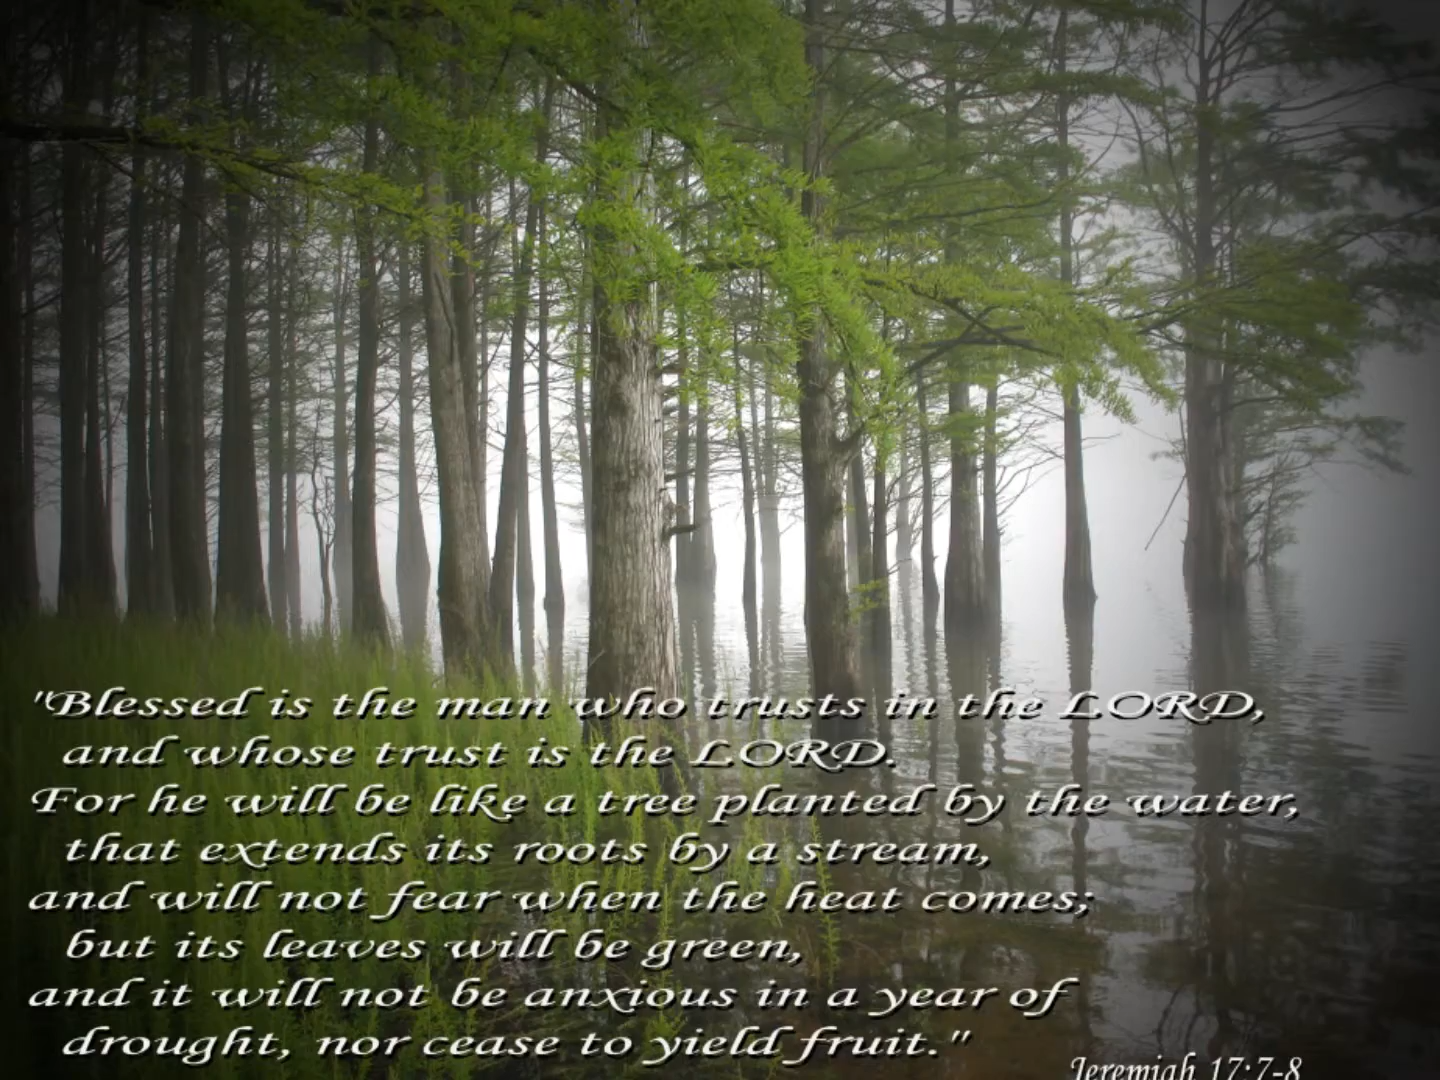 "Blessed is the man who trusts in the LORD,
and whose trust is the LORD.
For he will be like a tree planted by the water,
that extends its roots by a stream,
and will not fear when the heat comes;
but its leaves will be green,
and it will not be anxious in a year of
drought, nor cease to yield fruit."
Jeremiah 17:7-8